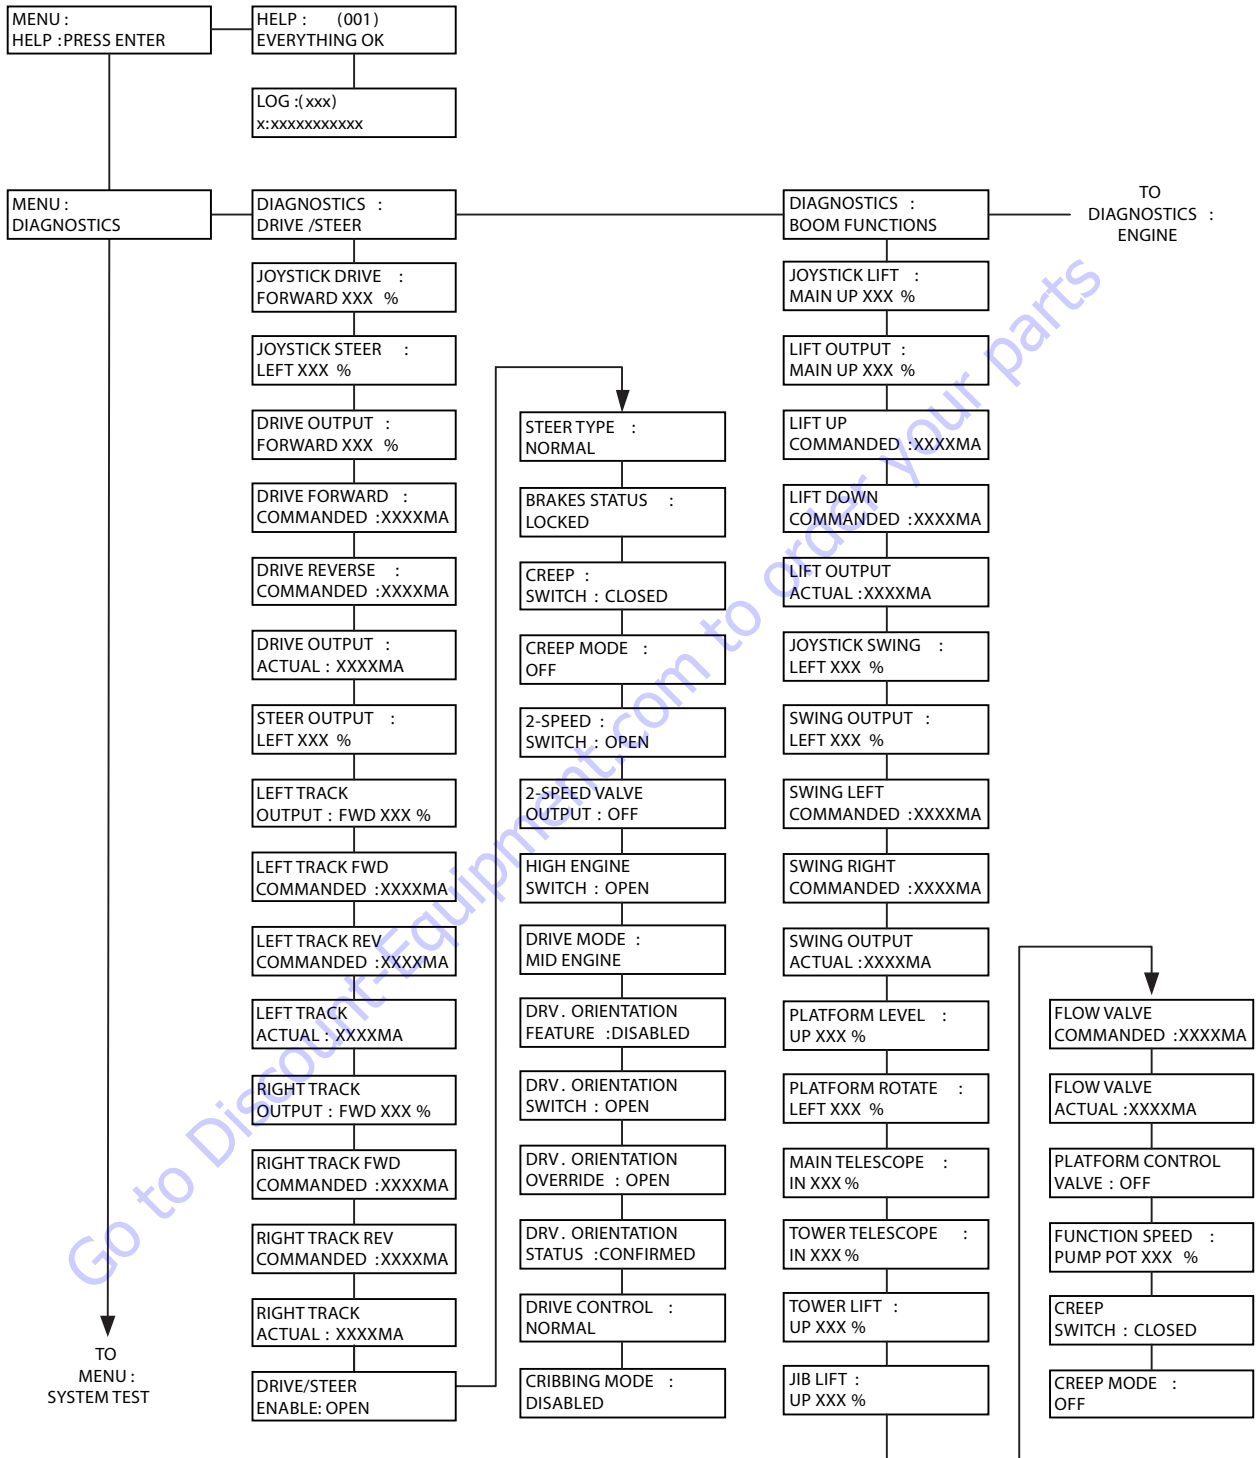 MENU :
HELP : PRESS ENTER
HELP : (001)
EVERYTHING OK
LOG :(xxx)
x:xxxxxxxxxxx
MENU :
DIAGNOSTICS
DIAGNOSTICS :
DRIVE /STEER
JOYSTICK DRIVE :
FORWARD XXX %
JOYSTICK STEER :
LEFT XXX %
DRIVE OUTPUT :
FORWARD XXX %
DRIVE FORWARD :
COMMANDED :XXXXMA
DRIVE REVERSE :
COMMANDED :XXXXMA
DRIVE OUTPUT :
ACTUAL : XXXXMA
STEER OUTPUT :
LEFT XXX %
LEFT TRACK
OUTPUT : FWD XXX %
LEFT TRACK FWD
COMMANDED :XXXXMA
LEFT TRACK REV
COMMANDED :XXXXMA
LEFT TRACK
ACTUAL : XXXXMA
RIGHT TRACK
OUTPUT : FWD XXX %
RIGHT TRACK FWD
COMMANDED :XXXXMA
RIGHT TRACK REV
COMMANDED :XXXXMA
RIGHT TRACK
ACTUAL : XXXXMA
DRIVE/STEER
ENABLE: OPEN
STEER TYPE :
NORMAL
BRAKES STATUS :
LOCKED
CREEP :
SWITCH : CLOSED
CREEP MODE :
OFF
2-SPEED :
SWITCH : OPEN
2-SPEED VALVE
OUTPUT : OFF
HIGH ENGINE
SWITCH : OPEN
DRIVE MODE :
MID ENGINE
DRV . ORIENTATION
FEATURE :DISABLED
DRV . ORIENTATION
SWITCH : OPEN
DRV . ORIENTATION
OVERRIDE : OPEN
DRV . ORIENTATION
STATUS :CONFIRMED
DRIVE CONTROL :
NORMAL
CRIBBING MODE :
DISABLED
DIAGNOSTICS :
BOOM FUNCTIONS
JOYSTICK LIFT :
MAIN UP XXX %
LIFT OUTPUT :
MAIN UP XXX %
LIFT UP
COMMANDED :XXXXMA
LIFT DOWN
COMMANDED :XXXXMA
LIFT OUTPUT
ACTUAL :XXXXMA
JOYSTICK SWING :
LEFT XXX %
SWING OUTPUT :
LEFT XXX %
SWING LEFT
COMMANDED :XXXXMA
SWING RIGHT
COMMANDED :XXXXMA
SWING OUTPUT
ACTUAL :XXXXMA
PLATFORM LEVEL :
UP XXX %
PLATFORM ROTATE :
LEFT XXX %
MAIN TELESCOPE :
IN XXX %
TOWER TELESCOPE :
IN XXX %
TOWER LIFT :
UP XXX %
JIB LIFT :
UP XXX %
FLOW VALVE
COMMANDED :XXXXMA
FLOW VALVE
ACTUAL :XXXXMA
PLATFORM CONTROL
VALVE : OFF
FUNCTION SPEED :
PUMP POT XXX %
CREEP
SWITCH : CLOSED
CREEP MODE :
OFF
TO
DIAGNOSTICS :
ENGINE
TO
MENU :
SYSTEM TEST
Go to Discount-Equipment.com to order your parts